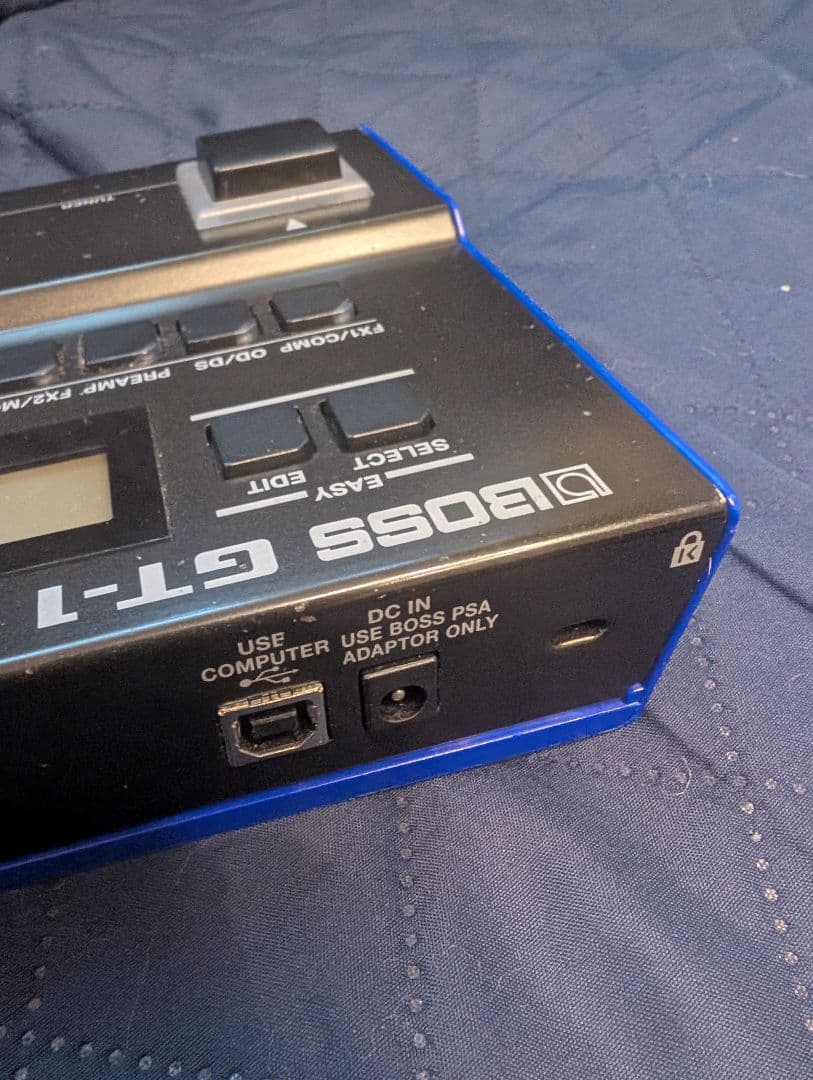 TUNER
FX1/COMP OD/DS PREAMP FX2/M
SELECT
EASY
EDIT
BOSS GT-1
USE
COMPUTER
DC IN
USE BOSS PSA
ADAPTOR ONLY
K